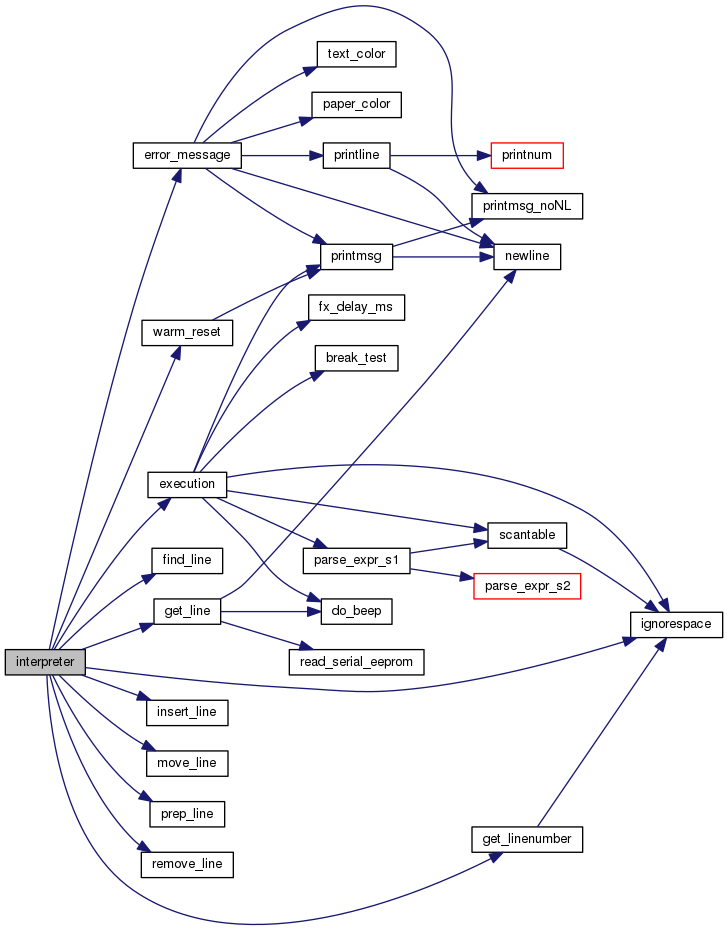 text_color
paper_color
error_message
printline
printnum
printmsg_noNL
printmsg
newline
fx_delay_ms
warm_reset
break_test
execution
scantable
find_line
parse_expr_s1
parse_expr_s2
get_line
do_beep
ignorespace
interpreter
read_serial_eeprom
insert_line
move_line
prep_line
get_linenumber
remove_line